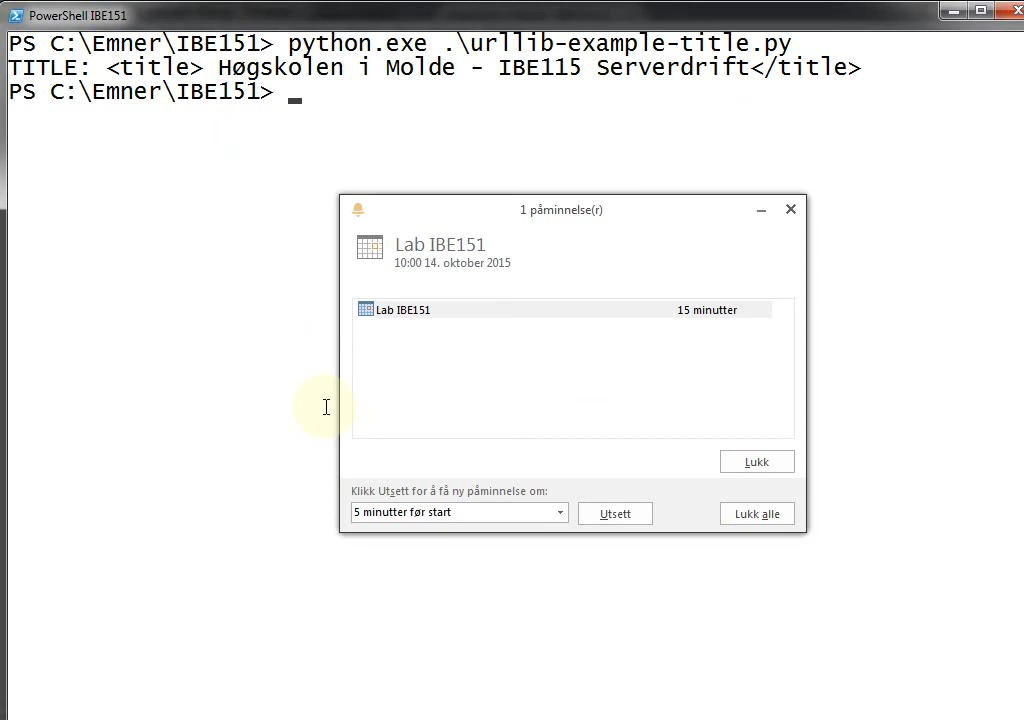 PowerShell IBE151
PS C:\Emner\IBE151> python.exe .\urllib-example-title.py
TITLE: <title> Høgskolen i Molde - IBE115 Serverdrift</title>
PS C:\Emner\IBE151>
1 påminnelse(r)
Lab IBE151
10:00 14. oktober 2015
Lab IBE151 15 minutter
Lukk
Klikk Utsett for å få ny påminnelse om:
5 minutter før start Utsett Lukk alle